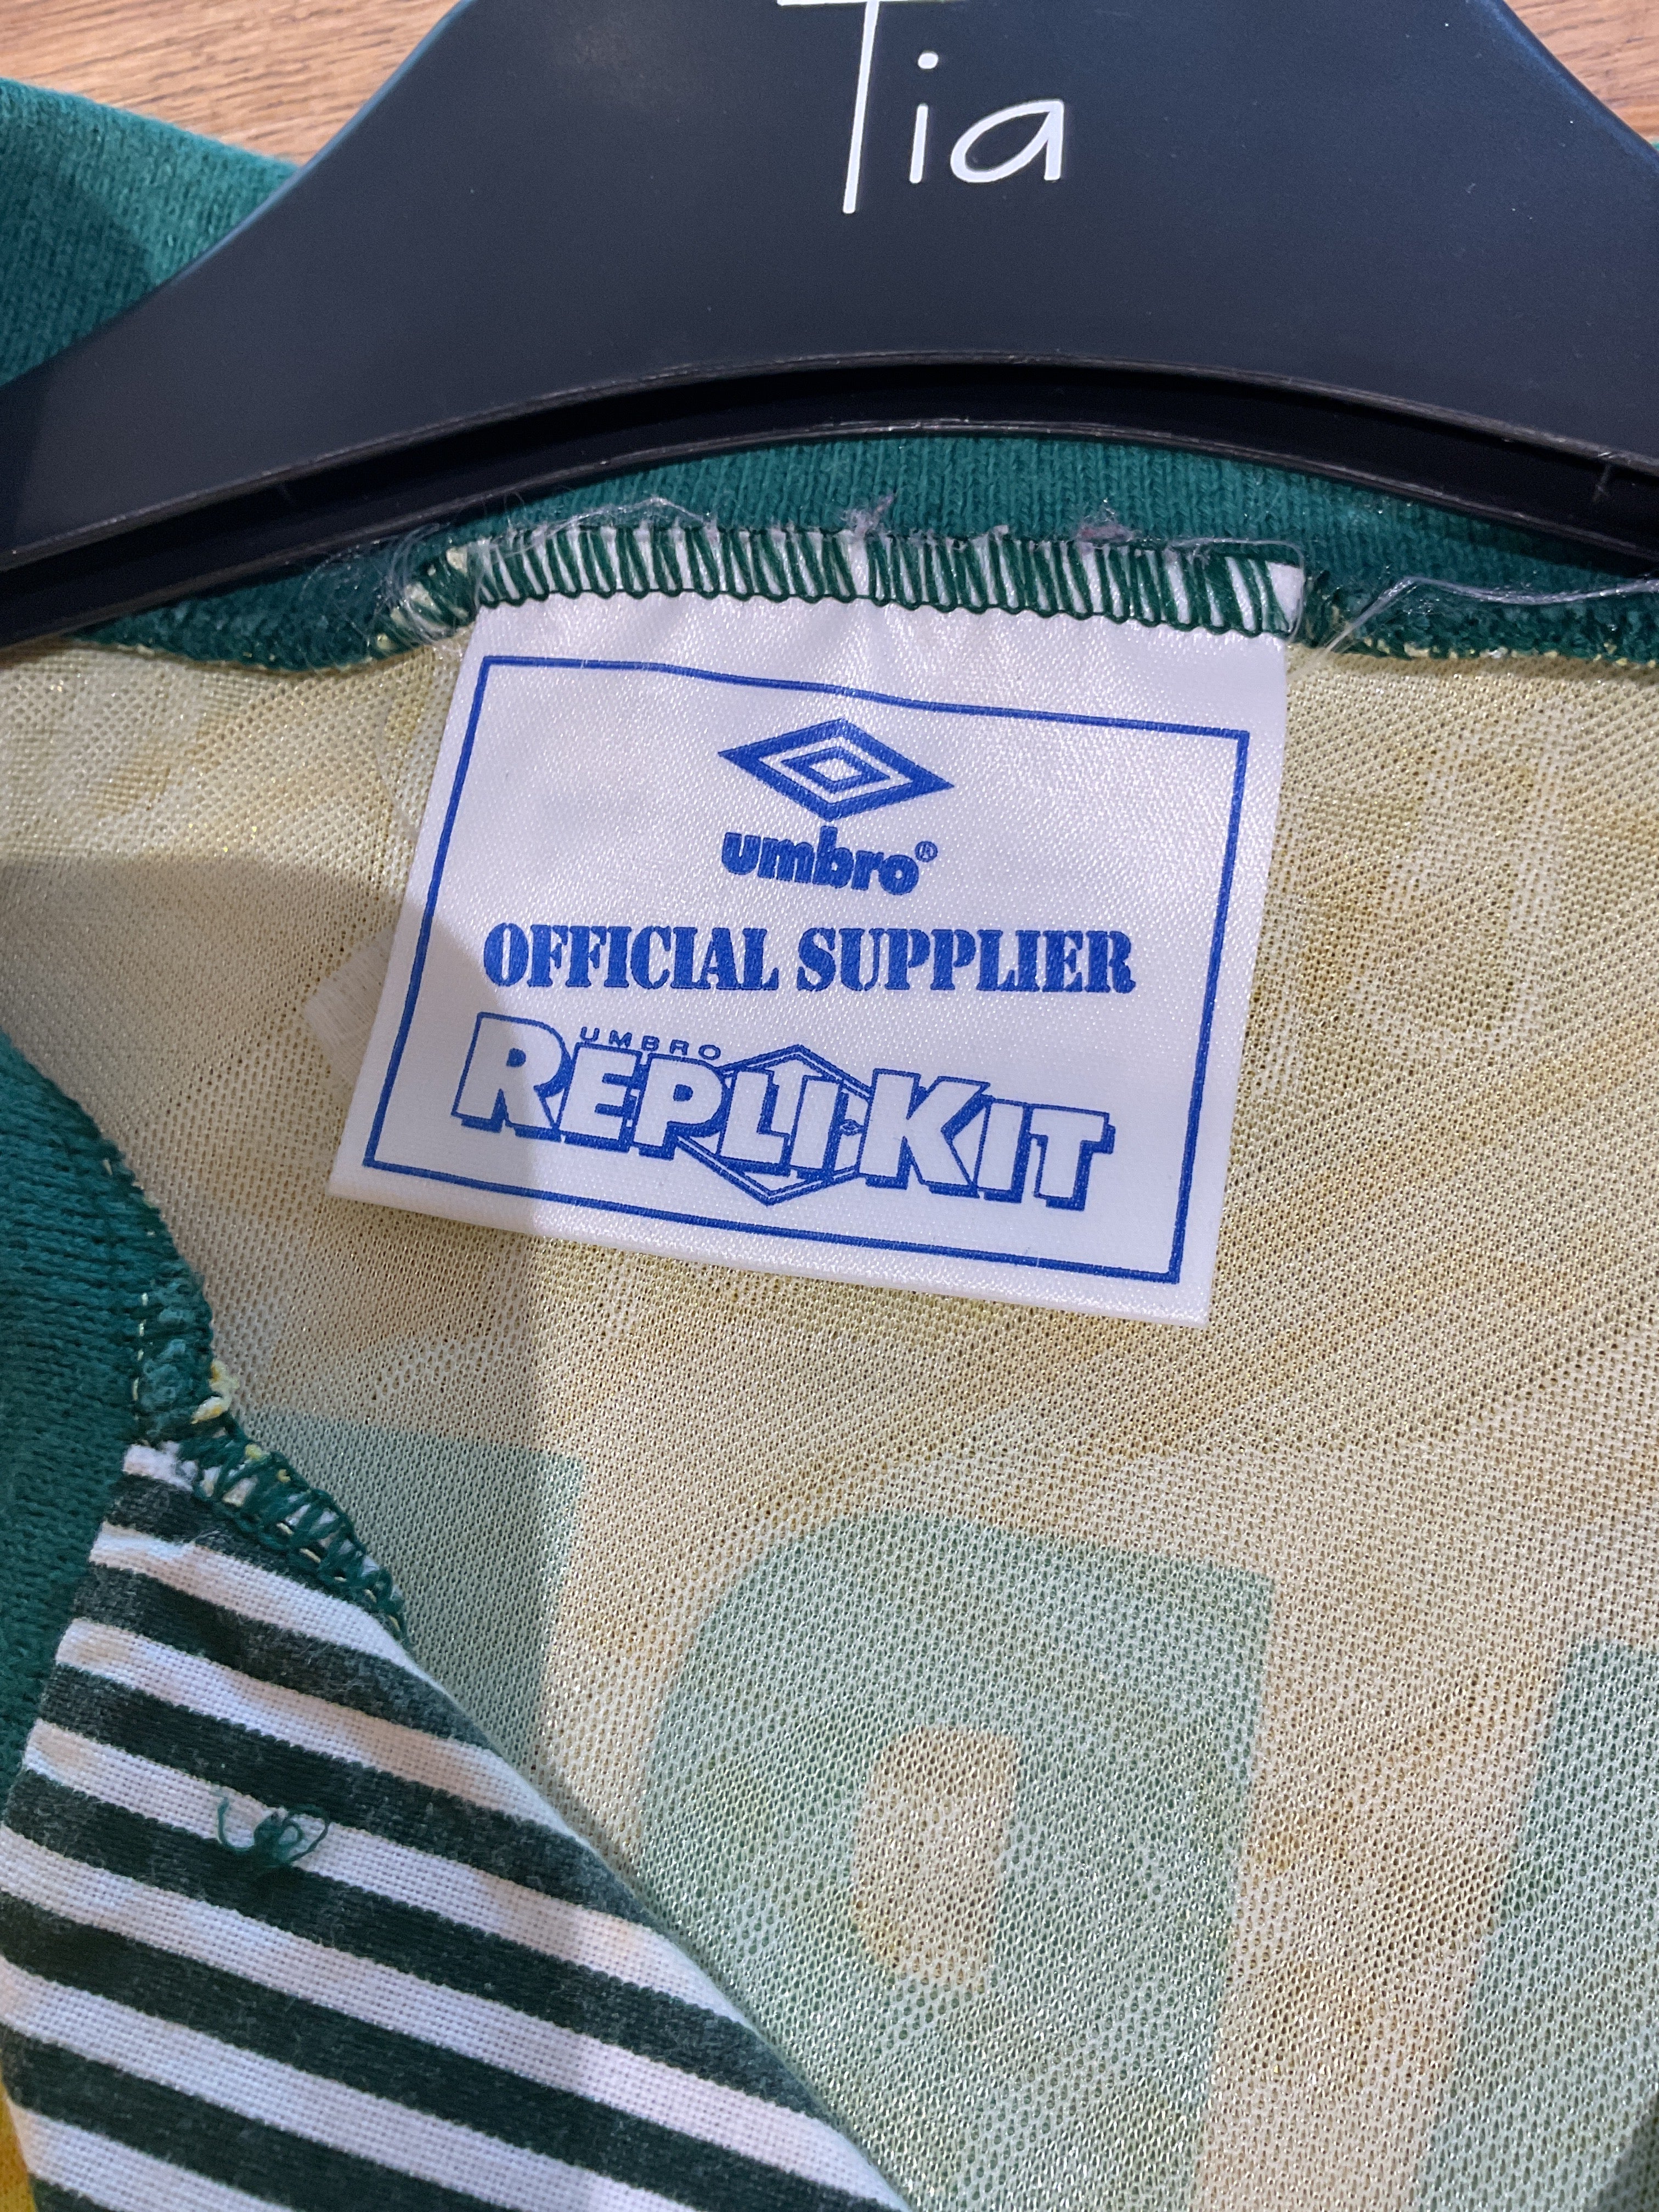 Tia
umbro®
OFFICIAL SUPPLIER
UMBRO
REPLI-KIT